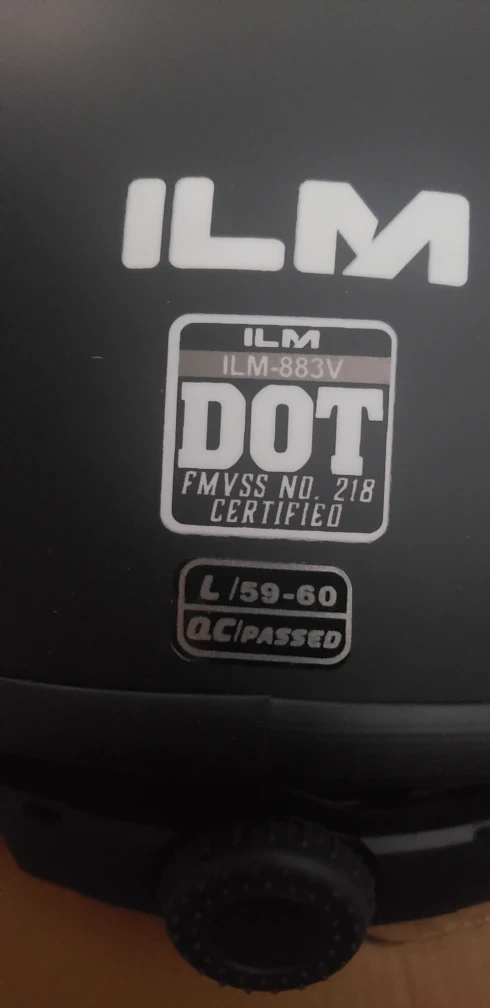 ILM
ILM
ILM-883V
DOT
FMVSS NO. 218
CERTIFIED
L/59-60
QC/PASSED